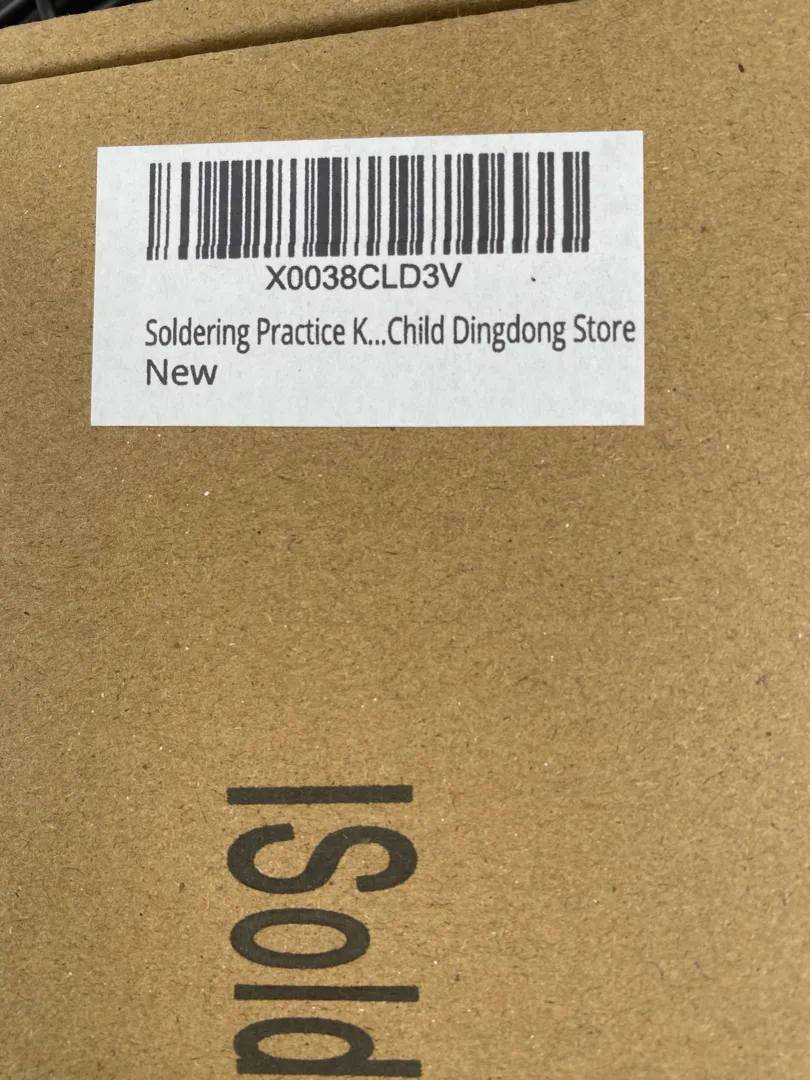 X0038CLD3V
Soldering Practice K...Child Dingdong Store
New
ISold